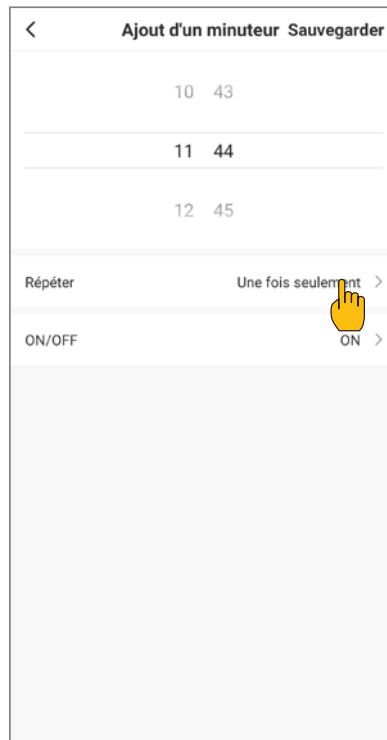 Ajout d'un minuteur Sauvegarder
10 43
11 44
12 45
Répéter Une fois seulement
ON/OFF ON